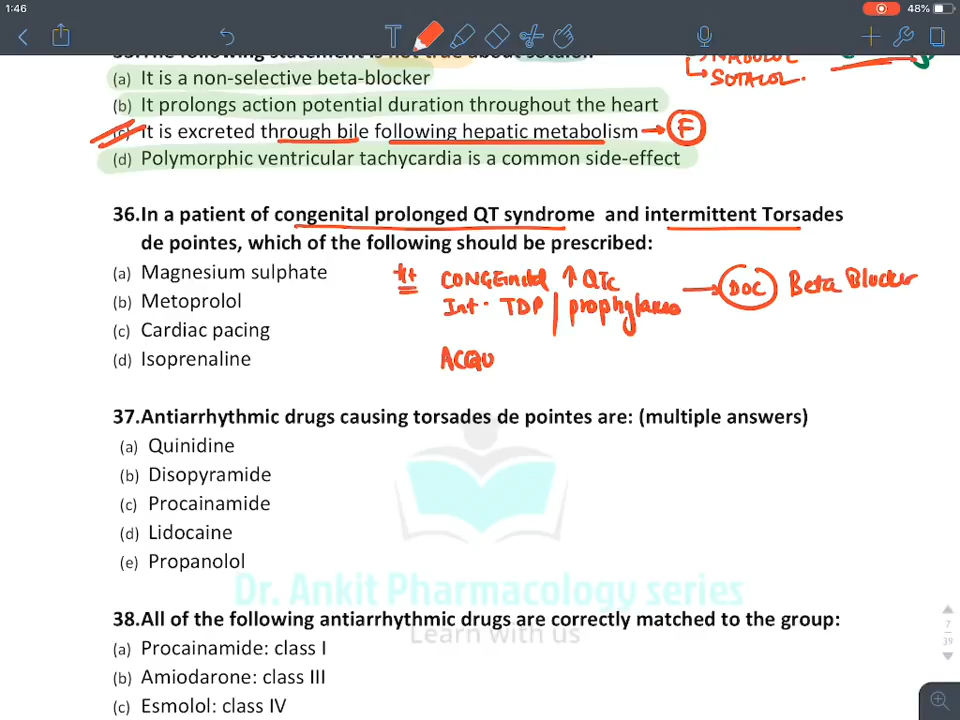 1:46
48%
T
(a) It is a non-selective beta-blocker
SOTALOL.
(b) It prolongs action potential duration throughout the heart
(c) It is excreted through bile following hepatic metabolism → F
(d) Polymorphic ventricular tachycardia is a common side-effect
36.In a patient of congenital prolonged QT syndrome and intermittent Torsades
de pointes, which of the following should be prescribed:
(a) Magnesium sulphate
** CONGENITAL ↑ QTc → DOC Beta Blocker
(b) Metoprolol
Int. TDP / prophylaxis
(c) Cardiac pacing
(d) Isoprenaline
ACQU
37.Antiarrhythmic drugs causing torsades de pointes are: (multiple answers)
(a) Quinidine
(b) Disopyramide
(c) Procainamide
(d) Lidocaine
(e) Propanolol
Dr. Ankit Pharmacology series
Learn with us
38.All of the following antiarrhythmic drugs are correctly matched to the group:
(a) Procainamide: class I
(b) Amiodarone: class III
(c) Esmolol: class IV
7
39